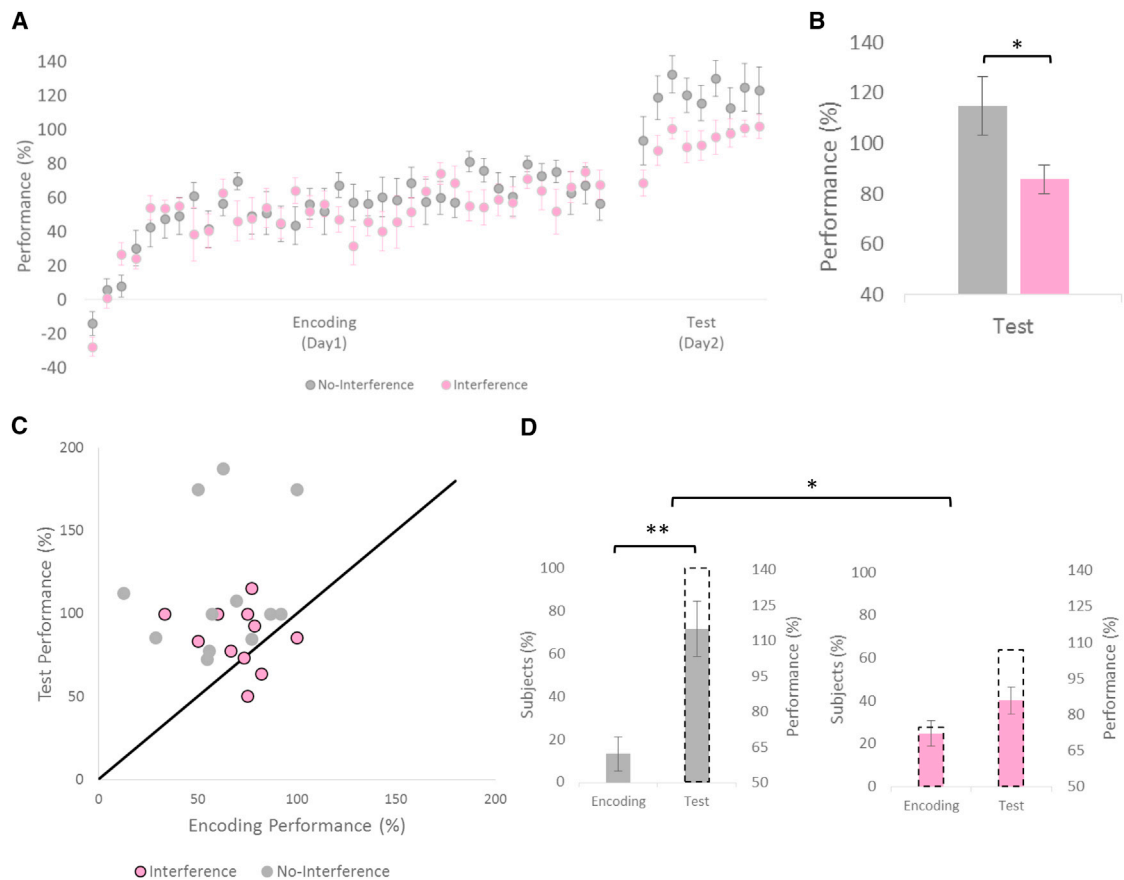 A
Performance (%)
140
120
100
80
60
40
20
0
-20
-40
Encoding
(Day1)
Test
(Day2)
No-Interference
Interference
B
Performance (%)
140
120
100
80
60
40
*
Test
C
Test Performance (%)
200
150
100
50
0
0 50 100 150 200
Encoding Performance (%)
Interference
No-Interference
D
*
**
Subjects (%)
100
80
60
40
20
0
Encoding
Test
140
125
110
95
80
65
50
Performance (%)
Subjects (%)
100
80
60
40
20
0
Encoding
Test
140
125
110
95
80
65
50
Performance (%)